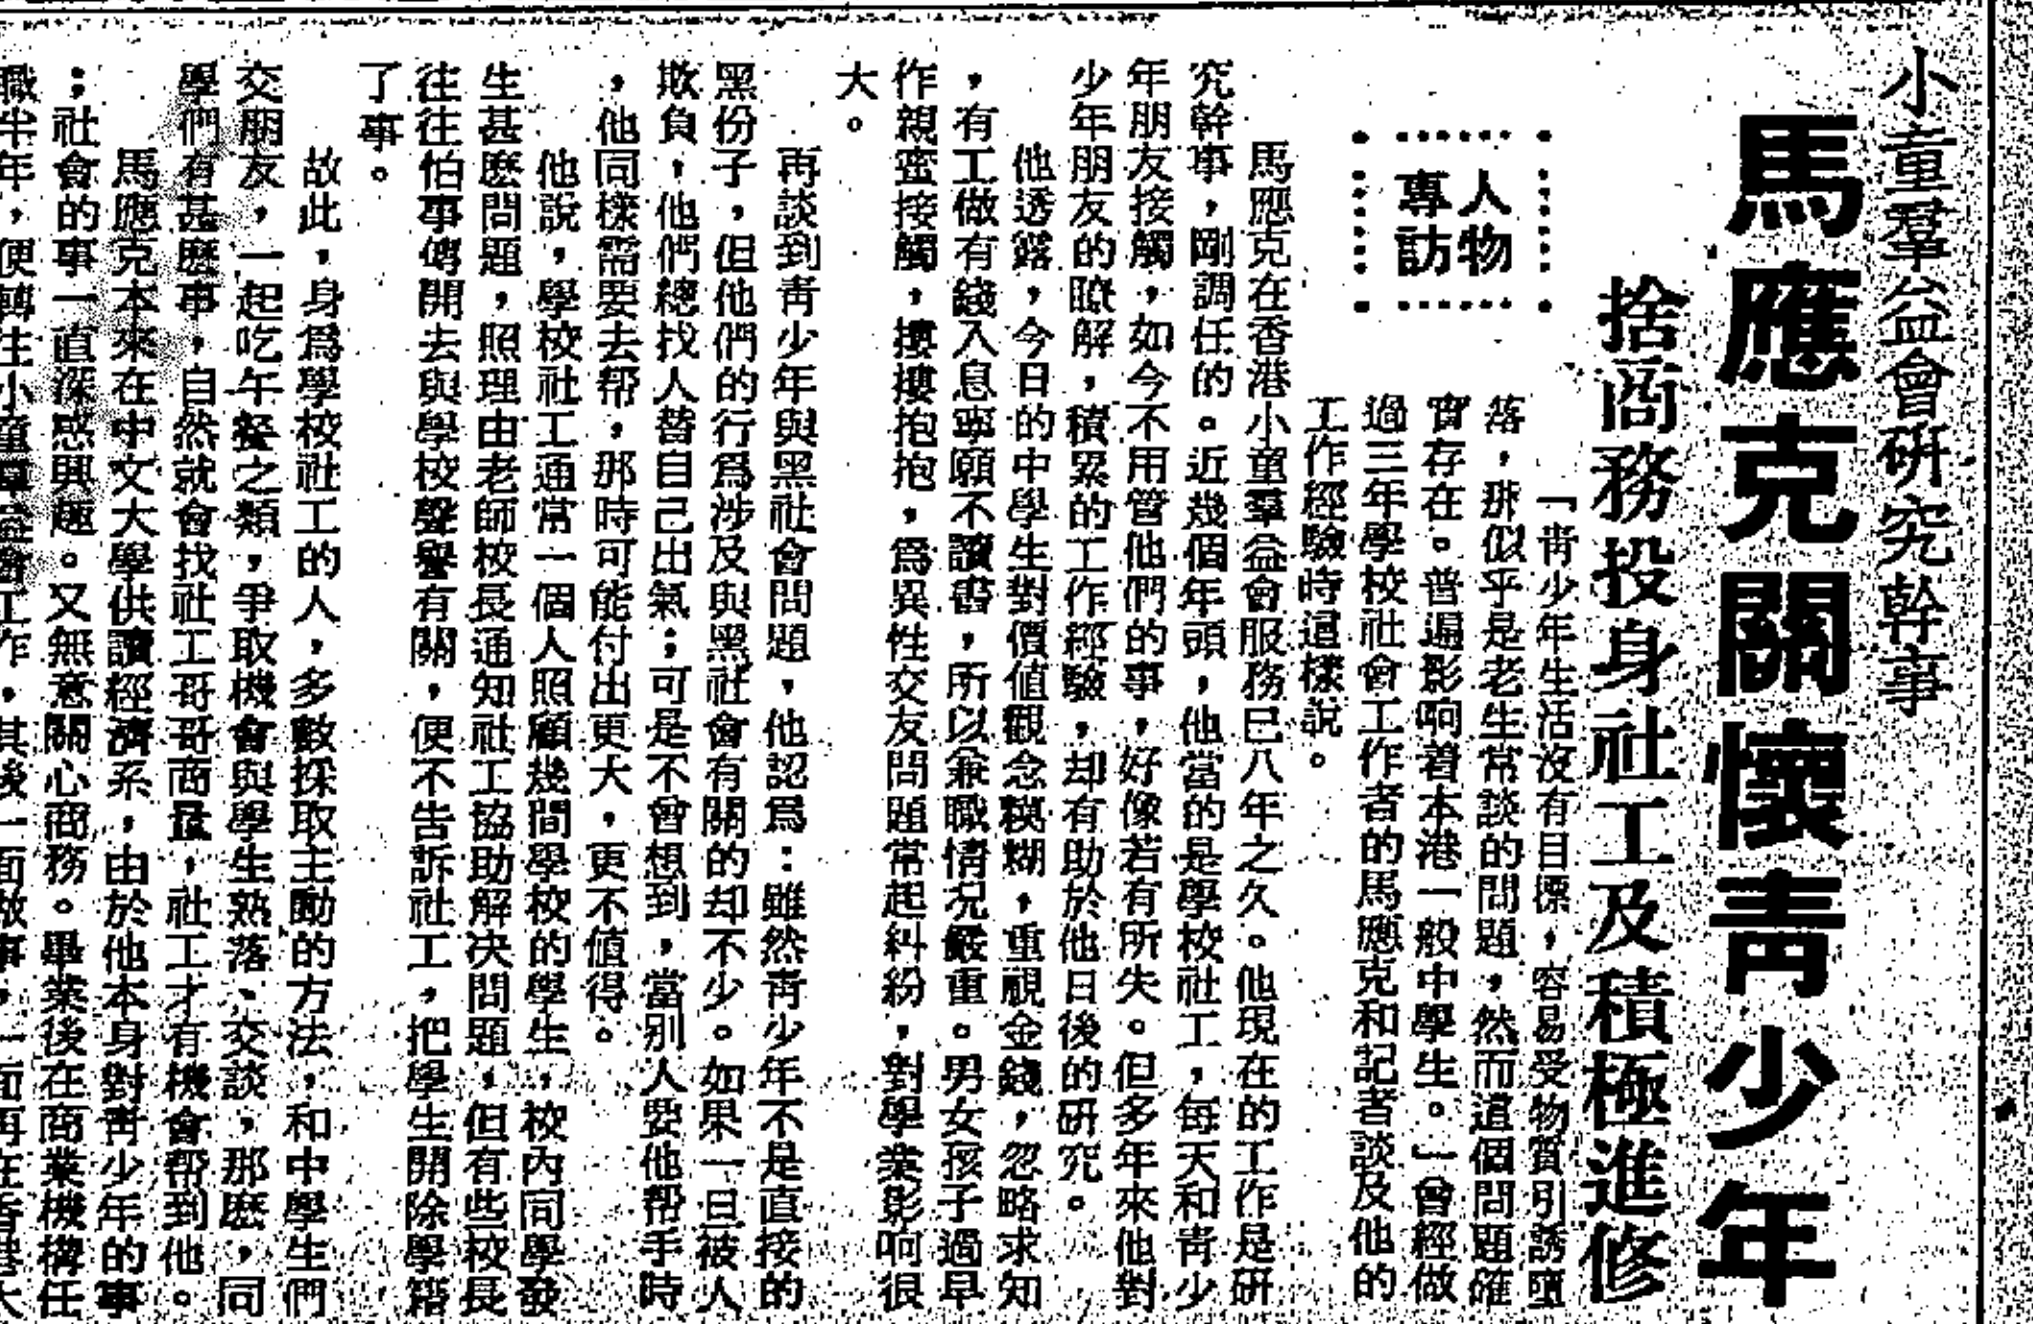 小童羣益會研究幹事
馬應克關懷靑少年
捨商務投身社工及積極進修
人物
專訪
「靑少年生活沒有目標，容易受物質引誘墮
落，那似乎是老生常談的問題，然而這個問題確
實存在。普遍影响着本港一般中學生。」曾經做
過三年學校社會工作者的馬應克和記者談及他的
工作經驗時這樣說。
馬應克在香港小童羣益會服務已八年之久。他現在的工作是研
究幹事，剛調任的。近幾個年頭，他當的是學校社工，每天和靑少
年朋友接觸，如今不用管他們的事，好像若有所失。但多年來他對
少年朋友的瞭解，積累的工作經驗，却有助於他日後的研究。
他透露，今日的中學生對價值觀念糢糊，重視金錢，忽略求知
，有工做有錢入息寧願不讀書，所以兼職情况嚴重。男女孩子過早
作親蜜接觸，摟摟抱抱，爲異性交友問題常起糾紛，對學業影响很
大。
再談到靑少年與黑社會問題，他認爲：雖然靑少年不是直接的
黑份子，但他們的行爲涉及與黑社會有關的却不少。如果一旦被人
欺負，他們總找人替自己出氣；可是不會想到，當别人要他幫手時
，他同樣需要去帮，那時可能付出更大，更不值得。
他說，學校社工通常一個人照顧幾間學校的學生，校內同學發
生甚麽問題，照理由老師校長通知社工協助解决問題，但有些校長
往往怕事傳開去與學校聲譽有關，便不告訴社工，把學生開除學籍
了事。
故此，身爲學校社工的人，多數採取主動的方法，和中學生們
交朋友，一起吃午餐之類，爭取機會與學生熟落、交談，那麽，同
學們有甚麽事，自然就會找社工哥哥商量，社工才有機會帮到他。
馬應克本來在中文大學供讀經濟系，由於他本身對靑少年的事
；社會的事一直深感興趣。又無意關心商務。畢業後在商業機構任
職半年，便轉往小童羣益會工作，其後一面做事，一面再在香港大